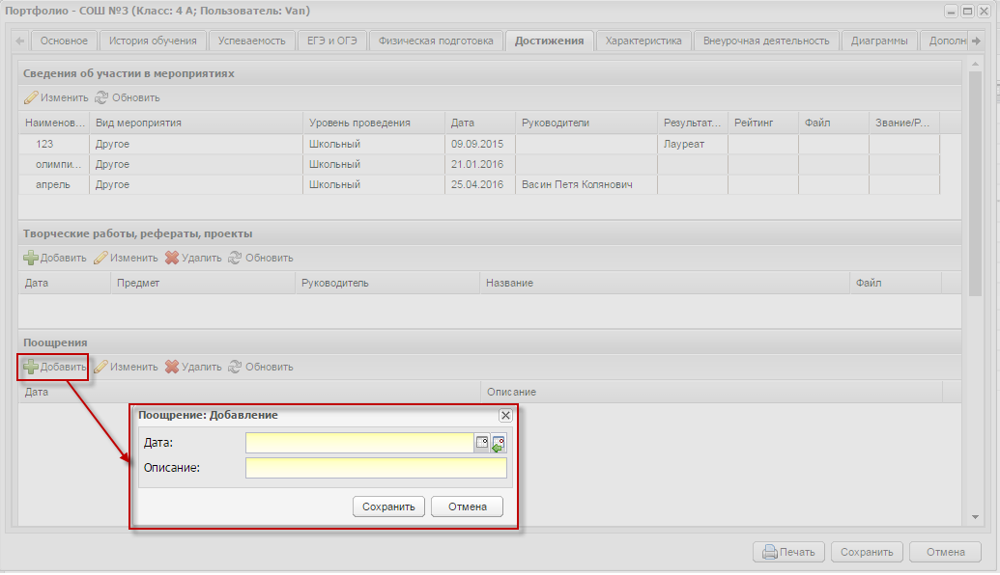 Портфолио - СОШ №3 (Класс: 4 А; Пользователь: Van)
Основное История обучения Успеваемость ЕГЭ и ОГЭ Физическая подготовка Достижения Характеристика Внеурочная деятельность Диаграммы Дополн
Сведения об участии в мероприятиях
Изменить Обновить
Наименов... Вид мероприятия Уровень проведения Дата Руководители Результат... Рейтинг Файл Звание/Р...
123 Другое Школьный 09.09.2015 Лауреат
олимпи... Другое Школьный 21.01.2016
апрель Другое Школьный 25.04.2016 Васин Петя Колянович
Творческие работы, рефераты, проекты
Добавить Изменить Удалить Обновить
Дата Предмет Руководитель Название Файл
Поощрения
Добавить Изменить Удалить Обновить
Дата Описание
Поощрение: Добавление
Дата:
Описание:
Сохранить Отмена
Печать Сохранить Отмена